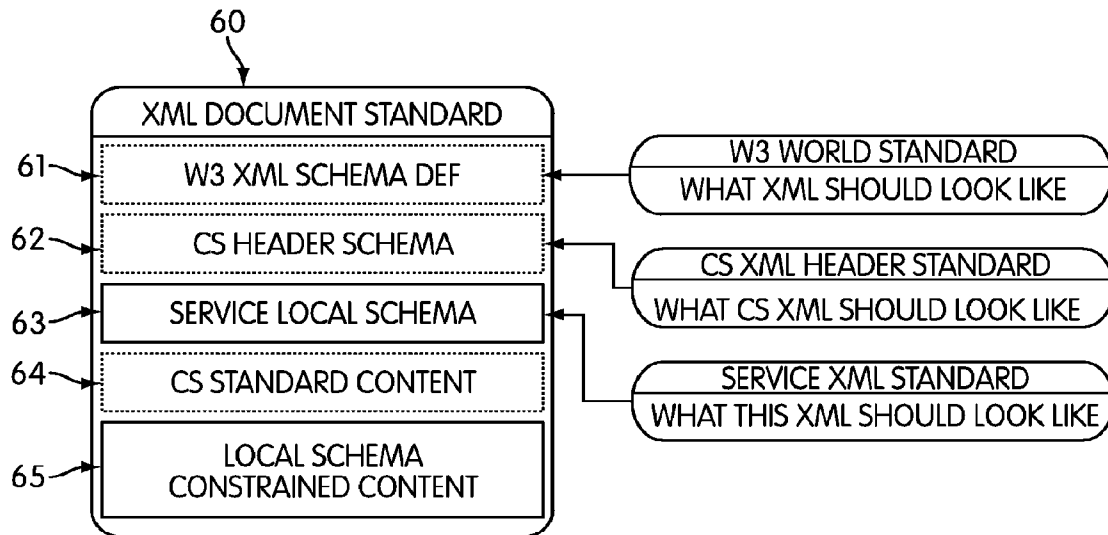 60
XML DOCUMENT STANDARD
61
W3 XML SCHEMA DEF
62
CS HEADER SCHEMA
63
SERVICE LOCAL SCHEMA
64
CS STANDARD CONTENT
65
LOCAL SCHEMA
CONSTRAINED CONTENT
W3 WORLD STANDARD
WHAT XML SHOULD LOOK LIKE
CS XML HEADER STANDARD
WHAT CS XML SHOULD LOOK LIKE
SERVICE XML STANDARD
WHAT THIS XML SHOULD LOOK LIKE